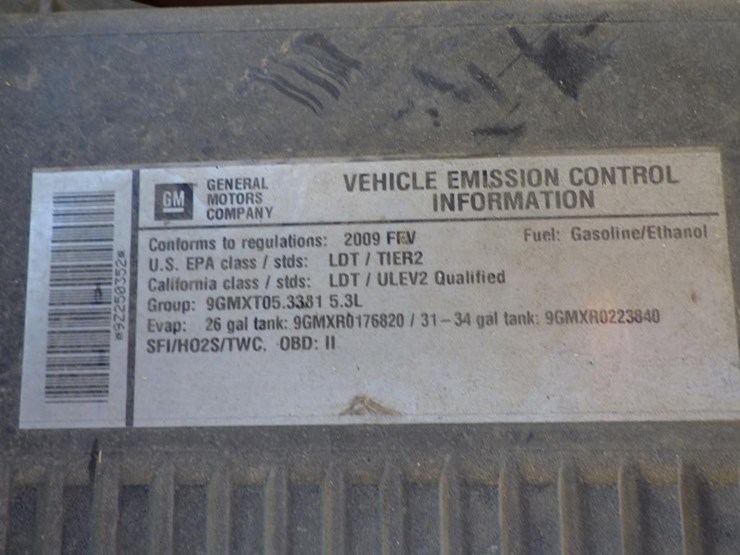 GM
GENERAL
MOTORS
COMPANY
VEHICLE EMISSION CONTROL
INFORMATION
Conforms to regulations: 2009 FFV
Fuel: Gasoline/Ethanol
U.S. EPA class / stds: LDT / TIER2
California class / stds: LDT / ULEV2 Qualified
Group: 9GMXT05.3381 5.3L
Evap: 26 gal tank: 9GMXR0176820 / 31-34 gal tank: 9GMXR0223840
SFI/HO2S/TWC. OBD: II
*9Z250352*